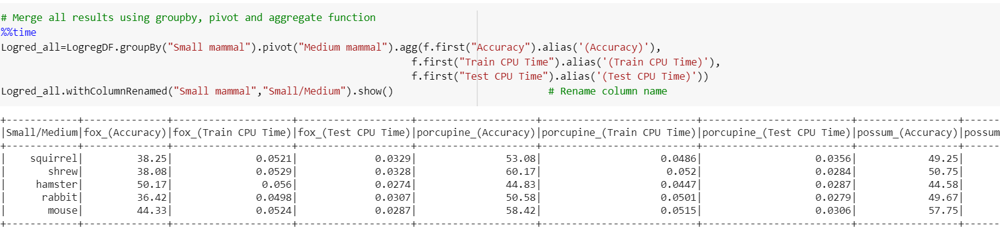 # Merge all results using groupby, pivot and aggregate function
%%time
Logred_all=LogregDF.groupBy("Small mammal").pivot("Medium mammal").agg(f.first("Accuracy").alias('(Accuracy)'),
f.first("Train CPU Time").alias('(Train CPU Time)'),
f.first("Test CPU Time").alias('(Test CPU Time)'))
Logred_all.withColumnRenamed("Small mammal","Small/Medium").show() # Rename column name
+------------+--------------+--------------------+-------------------+--------------------+--------------------------+-------------------------+-----------------+------
|Small/Medium|fox_(Accuracy)|fox_(Train CPU Time)|fox_(Test CPU Time)|porcupine_(Accuracy)|porcupine_(Train CPU Time)|porcupine_(Test CPU Time)|possum_(Accuracy)|possum
+------------+--------------+--------------------+-------------------+--------------------+--------------------------+-------------------------+-----------------+------
| squirrel| 38.25| 0.0521| 0.0329| 53.08| 0.0486| 0.0356| 49.25|
| shrew| 38.08| 0.0529| 0.0328| 60.17| 0.052| 0.0284| 50.75|
| hamster| 50.17| 0.056| 0.0274| 44.83| 0.0447| 0.0287| 44.58|
| rabbit| 36.42| 0.0498| 0.0307| 50.58| 0.0501| 0.0279| 49.67|
| mouse| 44.33| 0.0524| 0.0287| 58.42| 0.0515| 0.0306| 57.75|
+------------+--------------+--------------------+-------------------+--------------------+--------------------------+-------------------------+-----------------+------